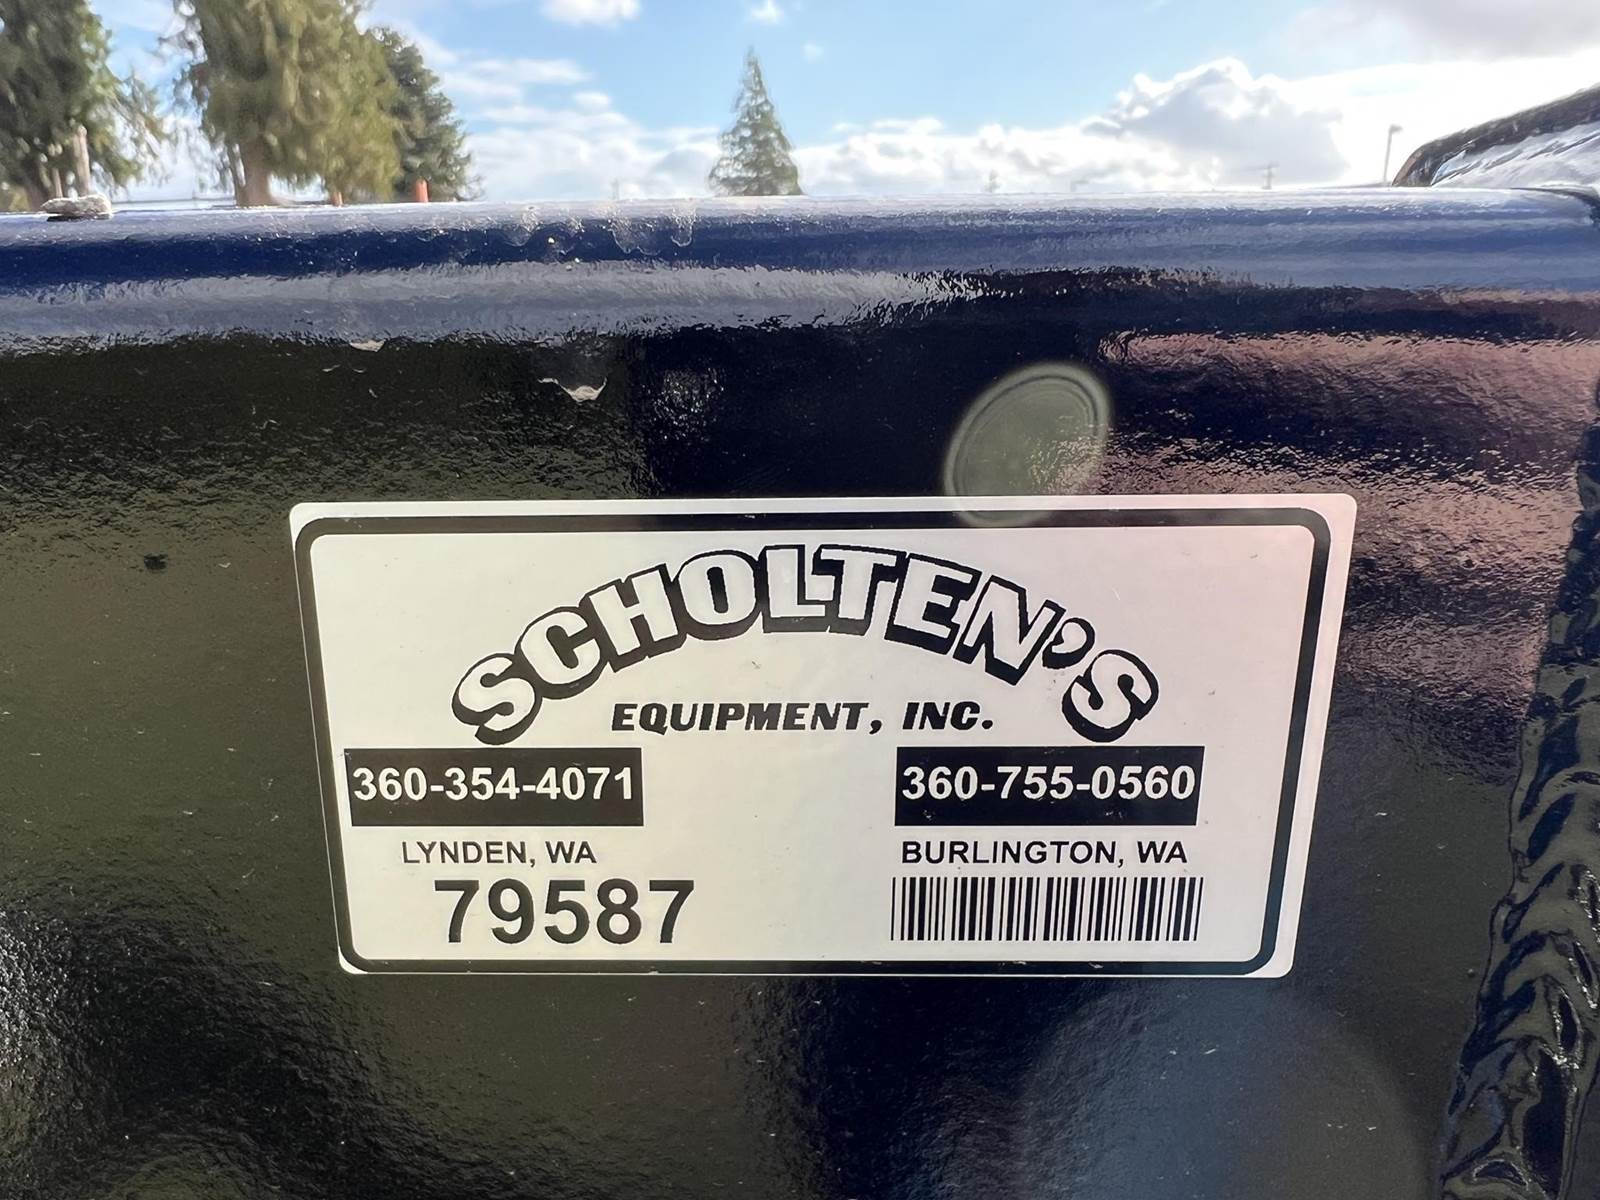 SCHOLTEN'S
EQUIPMENT, INC.
360-354-4071 360-755-0560
LYNDEN, WA BURLINGTON, WA
79587